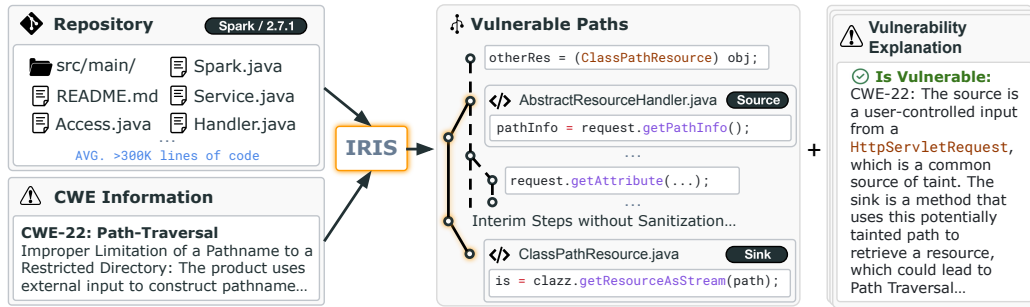 Repository
Spark / 2.7.1
src/main/
Spark.java
README.md
Service.java
Access.java
Handler.java
...
AVG. >300K lines of code
CWE Information
CWE-22: Path-Traversal
Improper Limitation of a Pathname to a
Restricted Directory: The product uses
external input to construct pathname...
IRIS
Vulnerable Paths
otherRes = (ClassPathResource) obj;
</> AbstractResourceHandler.java
Source
pathInfo = request.getPathInfo();
...
request.getAttribute(...);
...
Interim Steps without Sanitization...
</> ClassPathResource.java
Sink
is = clazz.getResourceAsStream(path);
+
Vulnerability
Explanation
Is Vulnerable:
CWE-22: The source is
a user-controlled input
from a
HttpServletRequest,
which is a common
source of taint. The
sink is a method that
uses this potentially
tainted path to
retrieve a resource,
which could lead to
Path Traversal...